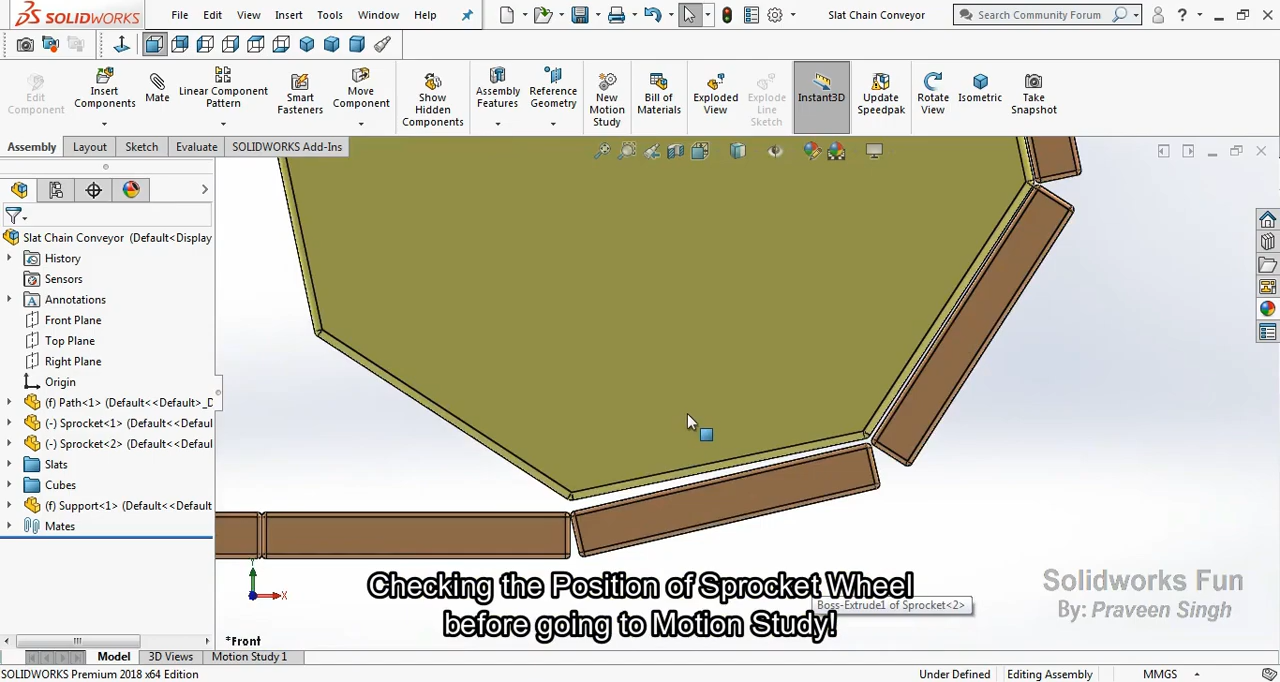 SOLIDWORKS File Edit View Insert Tools Window Help Slat Chain Conveyor Search Community Forum
Edit Component
Insert Components
Mate
Linear Component Pattern
Smart Fasteners
Move Component
Show Hidden Components
Assembly Features
Reference Geometry
New Motion Study
Bill of Materials
Exploded View
Explode Line Sketch
Instant3D
Update Speedpak
Rotate View
Isometric
Take Snapshot
Assembly Layout Sketch Evaluate SOLIDWORKS Add-Ins
Slat Chain Conveyor (Default<Display
History
Sensors
Annotations
Front Plane
Top Plane
Right Plane
Origin
(f) Path<1> (Default<<Default>_D
(-) Sprocket<1> (Default<<Defaul
(-) Sprocket<2> (Default<<Defaul
Slats
Cubes
(f) Support<1> (Default<<Default
Mates
Checking the Position of Sprocket Wheel
before going to Motion Study!
Boss-Extrude1 of Sprocket<2>
Solidworks Fun
By: Praveen Singh
Y
X
*Front
Model 3D Views Motion Study 1
SOLIDWORKS Premium 2018 x64 Edition Under Defined Editing Assembly MMGS